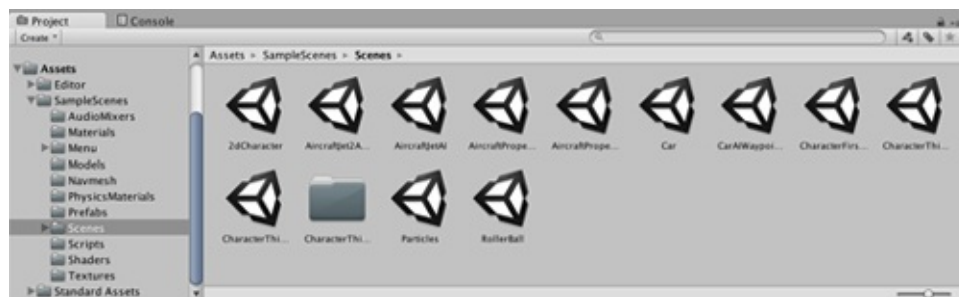 Project Console
Create
Assets > SampleScenes > Scenes >
Assets
Editor
SampleScenes
AudioMixers
Materials
Menu
Models
Navmesh
PhysicsMaterials
Prefabs
Scenes
Scripts
Shaders
Textures
Standard Assets
2dCharacter AircraftJet2A... AircraftJetAI AircraftPrope... AircraftPrope... Car CarAIWaypoi... CharacterFirs... CharacterThi...
CharacterThi... CharacterThi... Particles RollerBall